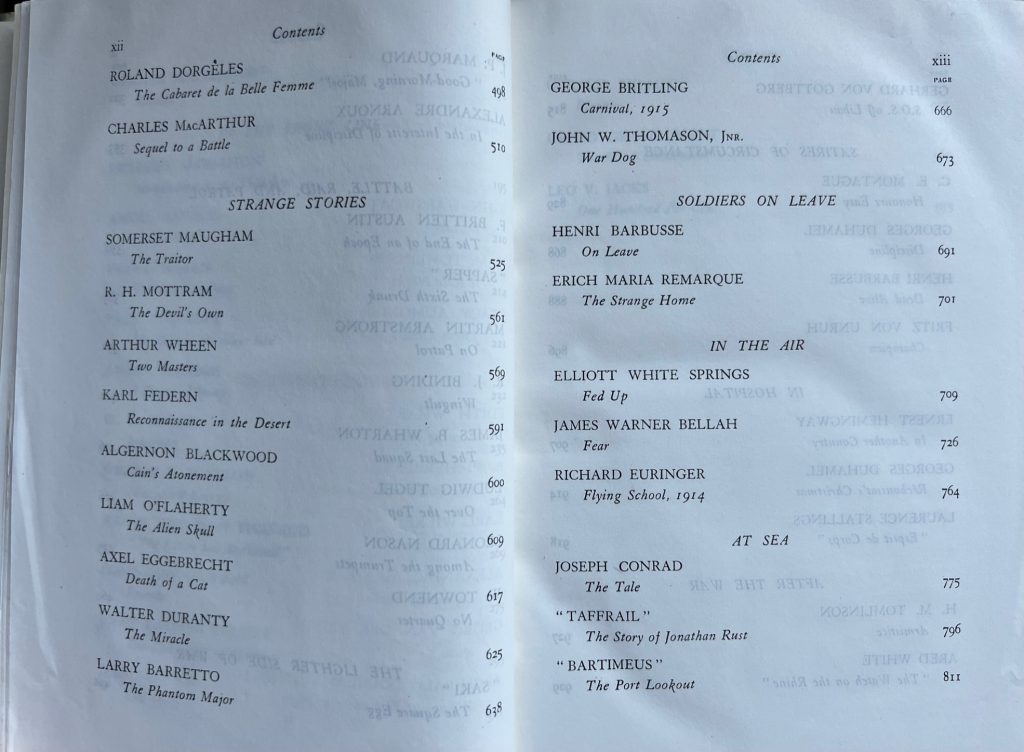 xii
Contents
PAGE
ROLAND DORGÈLES
The Cabaret de la Belle Femme 498
CHARLES MACARTHUR
Sequel to a Battle 510
STRANGE STORIES
SOMERSET MAUGHAM
The Traitor 525
R. H. MOTTRAM
The Devil's Own 561
ARTHUR WHEEN
Two Masters 569
KARL FEDERN
Reconnaissance in the Desert 591
ALGERNON BLACKWOOD
Cain's Atonement 600
LIAM O'FLAHERTY
The Alien Skull 609
AXEL EGGEBRECHT
Death of a Cat 617
WALTER DURANTY
The Miracle 625
LARRY BARRETTO
The Phantom Major 638
Contents
xiii
PAGE
GEORGE BRITLING
Carnival, 1915 666
JOHN W. THOMASON, JNR.
War Dog 673
SOLDIERS ON LEAVE
HENRI BARBUSSE
On Leave 691
ERICH MARIA REMARQUE
The Strange Home 701
IN THE AIR
ELLIOTT WHITE SPRINGS
Fed Up 709
JAMES WARNER BELLAH
Fear 726
RICHARD EURINGER
Flying School, 1914 764
AT SEA
JOSEPH CONRAD
The Tale 775
"TAFFRAIL"
The Story of Jonathan Rust 796
"BARTIMEUS"
The Port Lookout 811